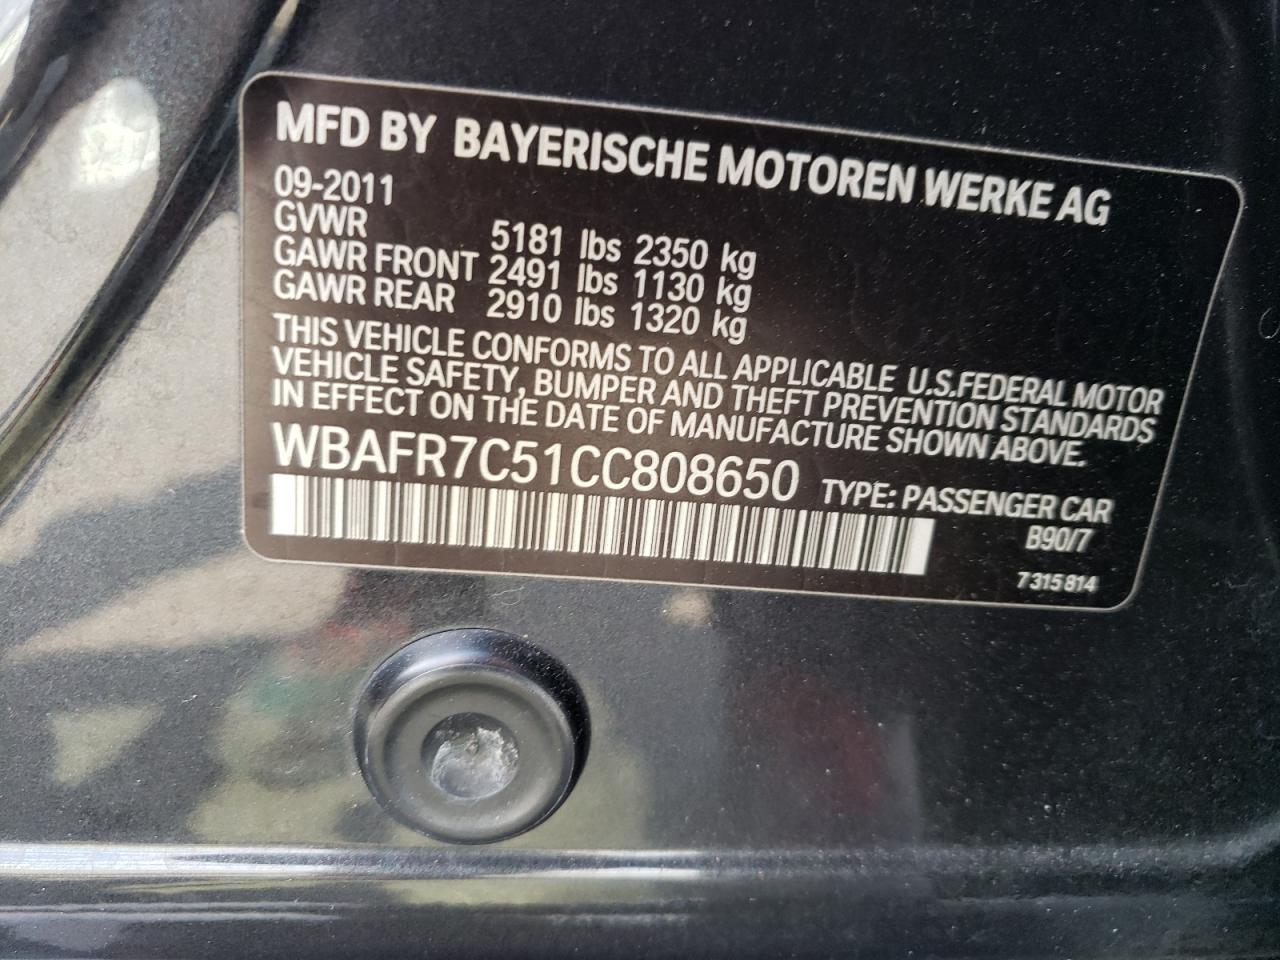 MFD BY BAYERISCHE MOTOREN WERKE AG
09-2011
GVWR 5181 lbs 2350 kg
GAWR FRONT 2491 lbs 1130 kg
GAWR REAR 2910 lbs 1320 kg
THIS VEHICLE CONFORMS TO ALL APPLICABLE U.S.FEDERAL MOTOR
VEHICLE SAFETY, BUMPER AND THEFT PREVENTION STANDARDS
IN EFFECT ON THE DATE OF MANUFACTURE SHOWN ABOVE.
WBAFR7C51CC808650 TYPE: PASSENGER CAR
B90/7
7 315 814